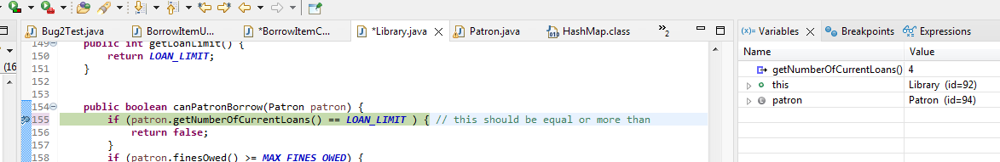 Bug2Test.java
BorrowItemU...
*BorrowItemC...
*Library.java
Patron.java
HashMap.class
»2
(x)= Variables
Breakpoints
Expressions
(16
149 public int getLoanLimit() {
150 return LOAN_LIMIT;
151 }
152
153
154 public boolean canPatronBorrow(Patron patron) {
155 if (patron.getNumberOfCurrentLoans() == LOAN_LIMIT ) { // this should be equal or more than
156 return false;
157 }
158 if (patron.finesOwed() >= MAX_FINES_OWED) {
Name Value
getNumberOfCurrentLoans() 4
this Library (id=92)
patron Patron (id=94)